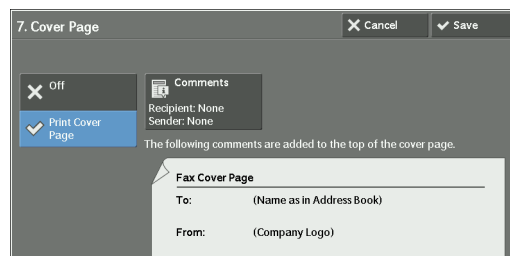 7. Cover Page
Cancel
Save
Off
Print Cover
Page
Comments
Recipient: None
Sender: None
The following comments are added to the top of the cover page.
Fax Cover Page
To: (Name as in Address Book)
From: (Company Logo)